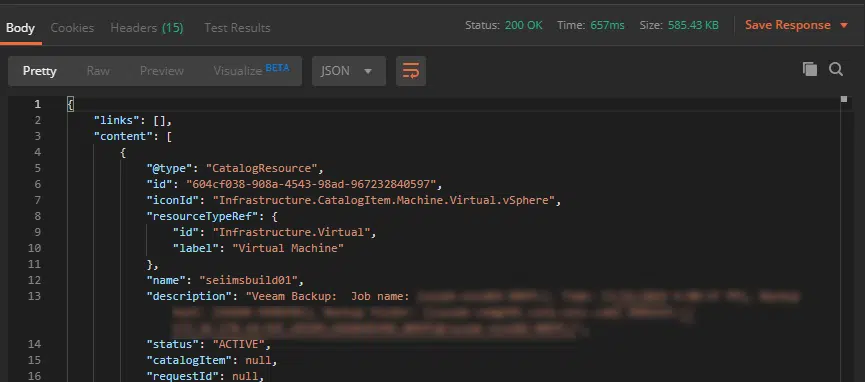 Body Cookies Headers (15) Test Results Status: 200 OK Time: 657ms Size: 585.43 KB Save Response
Pretty Raw Preview Visualize BETA JSON
1 {
2 "links": [],
3 "content": [
4 {
5 "@type": "CatalogResource",
6 "id": "604cf038-908a-4543-98ad-967232840597",
7 "iconId": "Infrastructure.CatalogItem.Machine.Virtual.vSphere",
8 "resourceTypeRef": {
9 "id": "Infrastructure.Virtual",
10 "label": "Virtual Machine"
11 },
12 "name": "seiimsbuild01",
13 "description": "Veeam Backup: Job name:
14 "status": "ACTIVE",
15 "catalogItem": null,
16 "requestId": null,